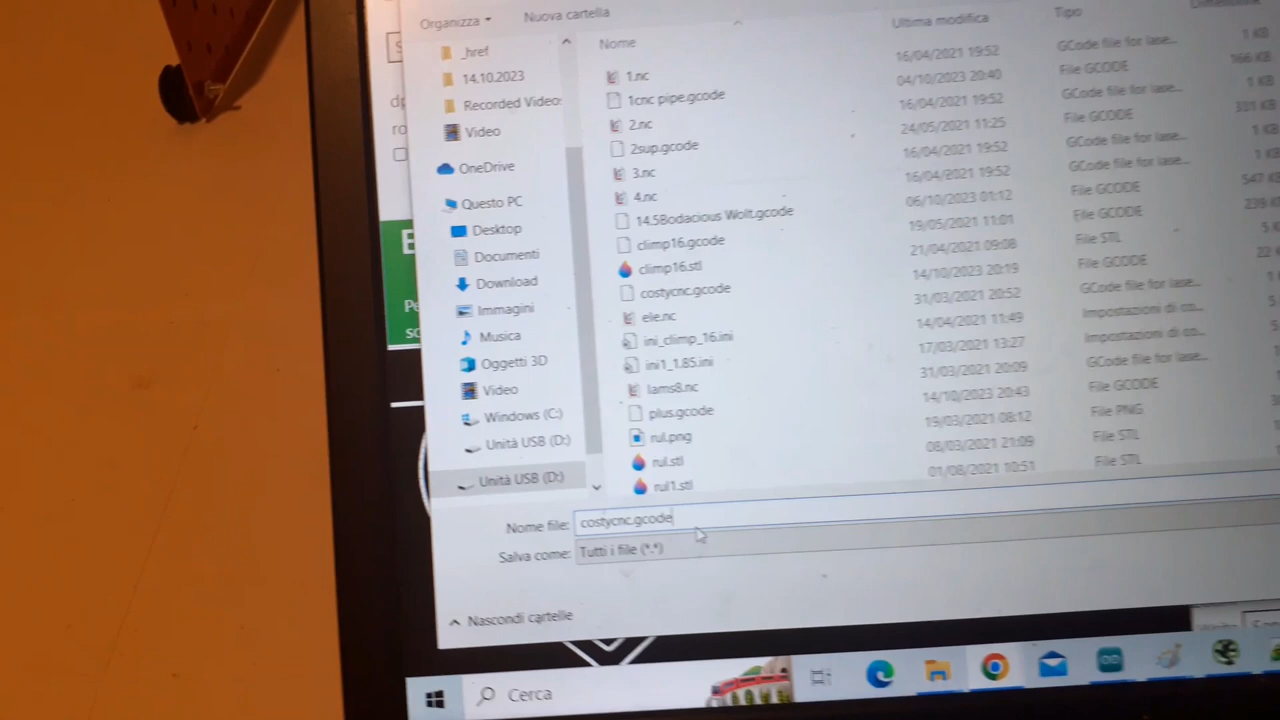 Organizza
Nuova cartella
_href
14.10.2023
Recorded Video
Video
OneDrive
Questo PC
Desktop
Documenti
Download
Immagini
Musica
Oggetti 3D
Video
Windows (C:)
Unità USB (D:)
Unità USB (D:)
Nome Ultima modifica Tipo
1.nc 16/04/2021 19:52 GCode file for lase...
1cnc pipe.gcode 04/10/2023 20:40 File GCODE 166 KB
2.nc 16/04/2021 19:52 GCode file for lase... 1 KB
2sup.gcode 24/05/2021 11:25 File GCODE 331 KB
3.nc 16/04/2021 19:52 GCode file for lase... 1 KB
4.nc 16/04/2021 19:52 GCode file for lase...
14.5Bodacious Wolt.gcode 06/10/2023 01:12 File GCODE 547 KB
climp16.gcode 19/05/2021 11:01 File GCODE
climp16.stl 21/04/2021 09:08 File STL
costycnc.gcode 14/10/2023 20:19 File GCODE
ele.nc 31/03/2021 20:52 GCode file for lase...
ini_climp_16.ini 14/04/2021 11:49 Impostazioni di co...
ini1_1.85.ini 17/03/2021 13:27 Impostazioni di co...
lams8.nc 31/03/2021 20:09 GCode file for lase...
plus.gcode 14/10/2023 20:43 File GCODE
rul.png 19/03/2021 08:12 File PNG
rul.stl 08/03/2021 21:09 File STL
rul1.stl 01/08/2021 10:51 File STL
Nome file: costycnc.gcode
Salva come: Tutti i file (*.*)
Nascondi cartelle
Cerca